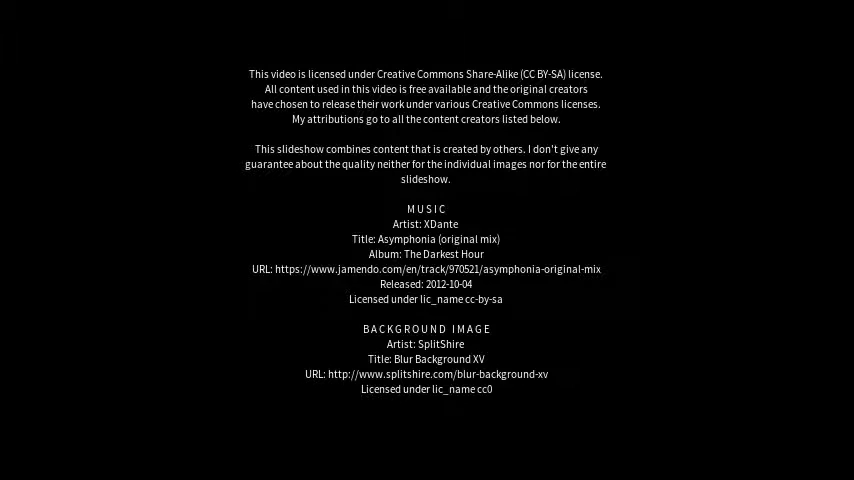 This video is licensed under Creative Commons Share-Alike (CC BY-SA) license.
All content used in this video is free available and the original creators
have chosen to release their work under various Creative Commons licenses.
My attributions go to all the content creators listed below.
This slideshow combines content that is created by others. I don't give any
guarantee about the quality neither for the individual images nor for the entire
slideshow.
MUSIC
Artist: XDante
Title: Asymphonia (original mix)
Album: The Darkest Hour
URL: https://www.jamendo.com/en/track/970521/asymphonia-original-mix
Released: 2012-10-04
Licensed under lic_name cc-by-sa
BACKGROUND IMAGE
Artist: SplitShire
Title: Blur Background XV
URL: http://www.splitshire.com/blur-background-xv
Licensed under lic_name cc0